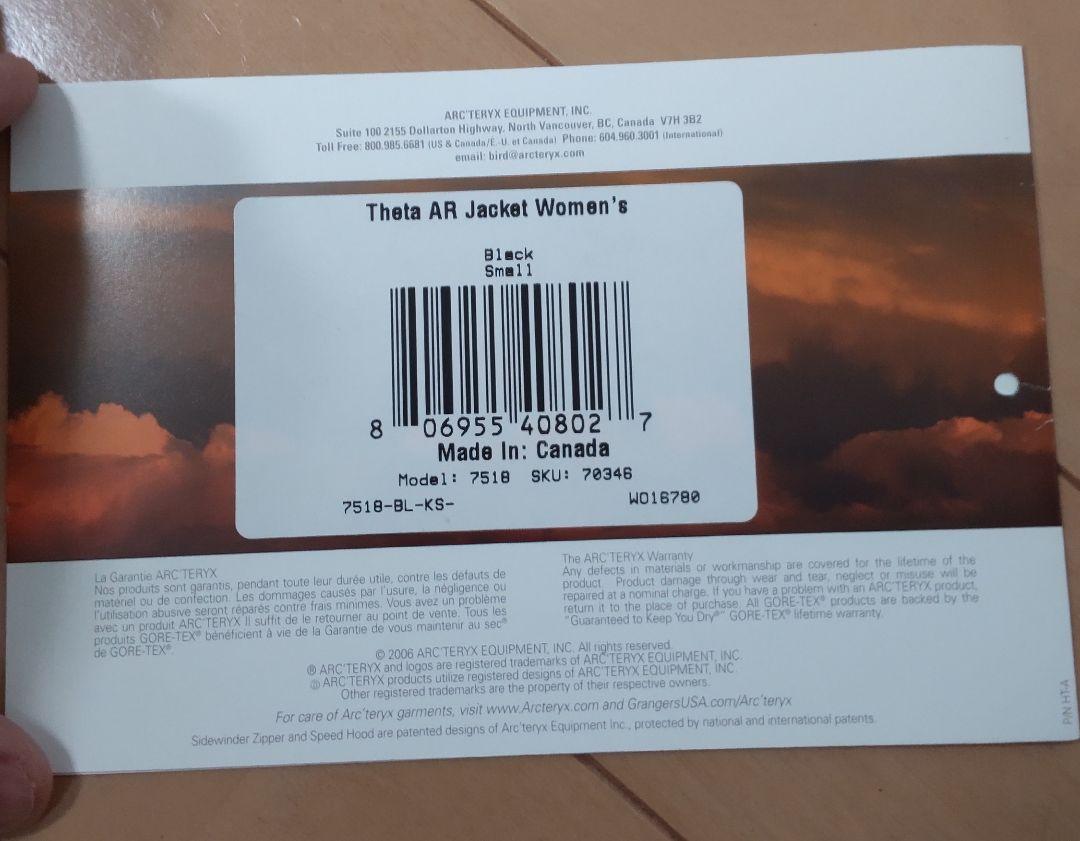 ARC'TERYX EQUIPMENT, INC.
Suite 100 2155 Dollarton Highway, North Vancouver, BC, Canada V7H 3B2
Toll Free: 800.985.6681 (US & Canada/É.-U. et Canada) Phone: 604.960.3001 (International)
email: bird@arcteryx.com
Theta AR Jacket Women's
Black
Small
8 06955 40802 7
Made In: Canada
Model: 7518 SKU: 70346
7518-BL-KS- WO16780
La Garantie ARC'TERYX
Nos produits sont garantis, pendant toute leur durée utile, contre les défauts de
matériel ou de confection. Les dommages causés par l'usure, la négligence ou
l'utilisation abusive seront réparés contre frais minimes. Vous avez un problème
avec un produit ARC'TERYX Il suffit de le retourner au point de vente. Tous les
produits GORE-TEX® bénéficient à vie de la Garantie de vous maintenir au sec®
de GORE-TEX®.
The ARC'TERYX Warranty
Any defects in materials or workmanship are covered for the lifetime of the
product. Product damage through wear and tear, neglect or misuse will be
repaired at a nominal charge. If you have a problem with an ARC'TERYX product,
return it to the place of purchase. All GORE-TEX® products are backed by the
"Guaranteed to Keep You Dry®" GORE-TEX® lifetime warranty.
© 2006 ARC'TERYX EQUIPMENT, INC. All rights reserved.
® ARC'TERYX and logos are registered trademarks of ARC'TERYX EQUIPMENT, INC.
ARC'TERYX products utilize registered designs of ARC'TERYX EQUIPMENT, INC.
Other registered trademarks are the property of their respective owners.
For care of Arc'teryx garments, visit www.Arcteryx.com and GrangersUSA.com/Arc'teryx
Sidewinder Zipper and Speed Hood are patented designs of Arc'teryx Equipment Inc., protected by national and international patents.
P/N HT-A